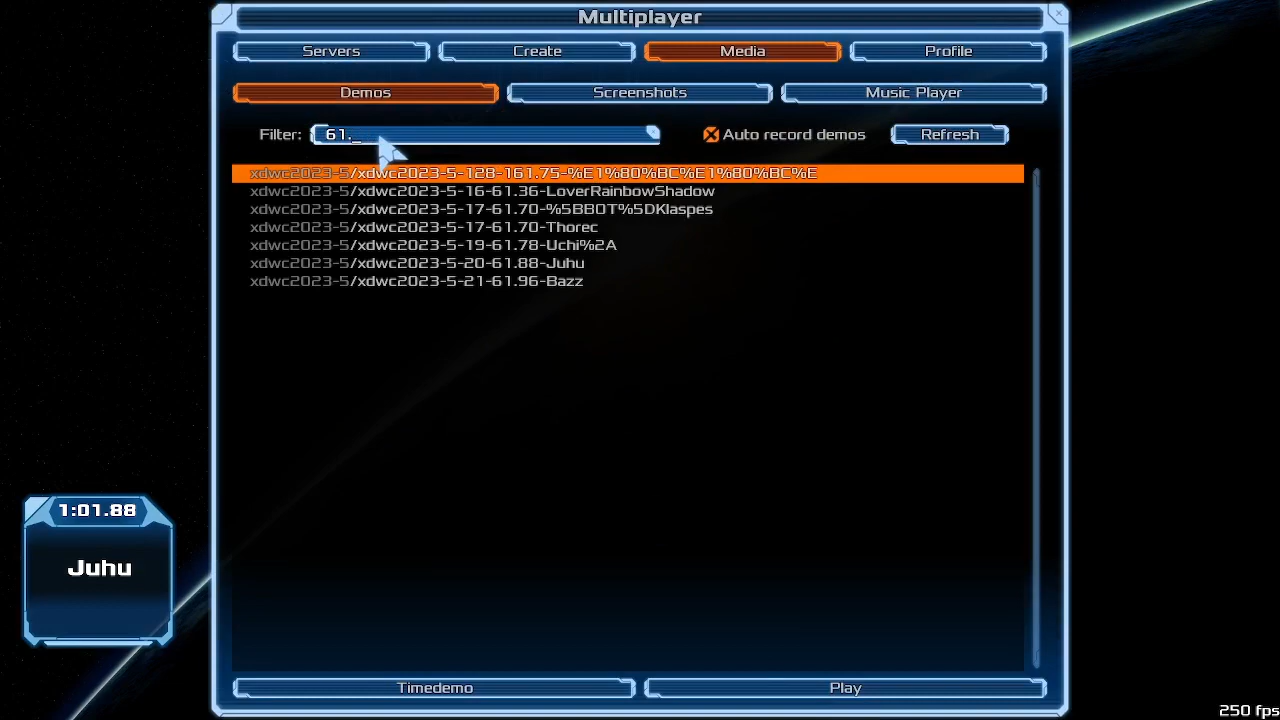 Multiplayer
Servers Create Media Profile
Demos Screenshots Music Player
Filter: 61._ Auto record demos Refresh
xdwc2023-5/xdwc2023-5-128-161.75-%E1%80%BC%E1%80%BC%E
xdwc2023-5/xdwc2023-5-16-61.36-LoverRainbowShadow
xdwc2023-5/xdwc2023-5-17-61.70-%5BBOT%5DKlaspes
xdwc2023-5/xdwc2023-5-17-61.70-Thorec
xdwc2023-5/xdwc2023-5-19-61.78-Uchi%2A
xdwc2023-5/xdwc2023-5-20-61.88-Juhu
xdwc2023-5/xdwc2023-5-21-61.96-Bazz
1:01.88
Juhu
Timedemo Play
250 fps